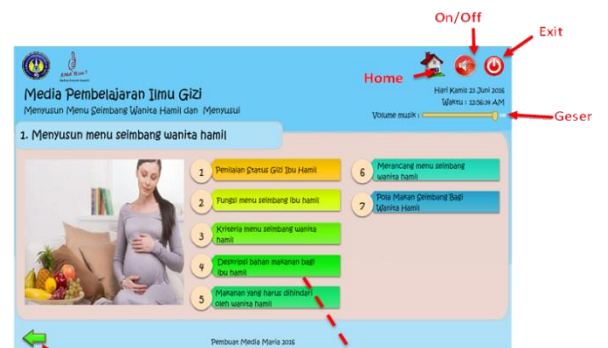 On/Off
Exit
Home
Media Pembelajaran Ilmu Gizi
Menyusun Menu Seimbang Wanita Hamil dan Menyusui
Hari Kamis 23 Juni 2016
Waktu : 12:56:39 AM
Volume musik :
Geser
1. Menyusun menu seimbang wanita hamil
1 Penilaian Status Gizi Ibu Hamil
2 Fungsi menu seimbang ibu hamil
3 Kriteria menu seimbang wanita
hamil
4 Deskripsi bahan makanan bagi
ibu hamil
5 Makanan yang harus dihindari
oleh wanita hamil
6 Merancang menu seimbang
wanita hamil
7 Pola Makan Seimbang Bagi
Wanita Hamil
Pembuat Media Maria 2016